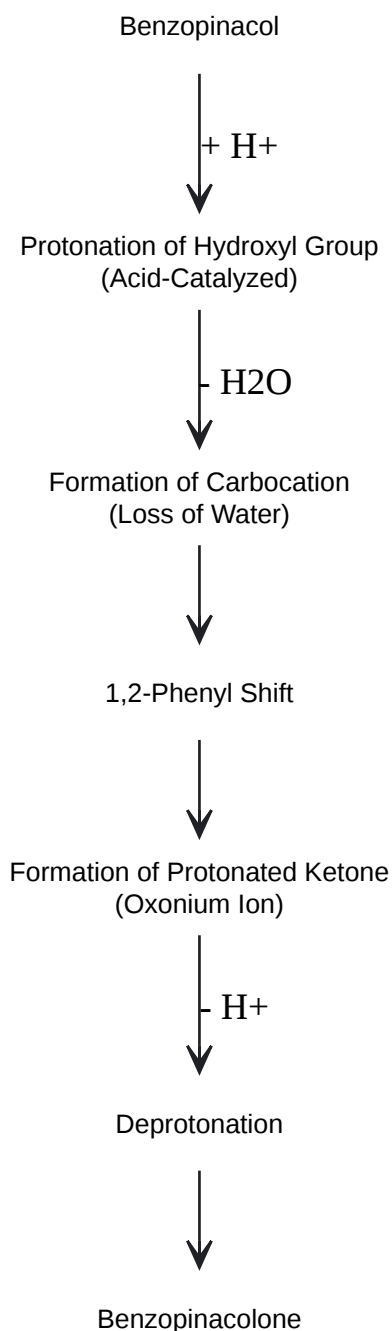 Benzopinacol
+ H+
Protonation of Hydroxyl Group
(Acid-Catalyzed)
- H2O
Formation of Carbocation
(Loss of Water)
1,2-Phenyl Shift
Formation of Protonated Ketone
(Oxonium Ion)
- H+
Deprotonation
Benzopinacolone